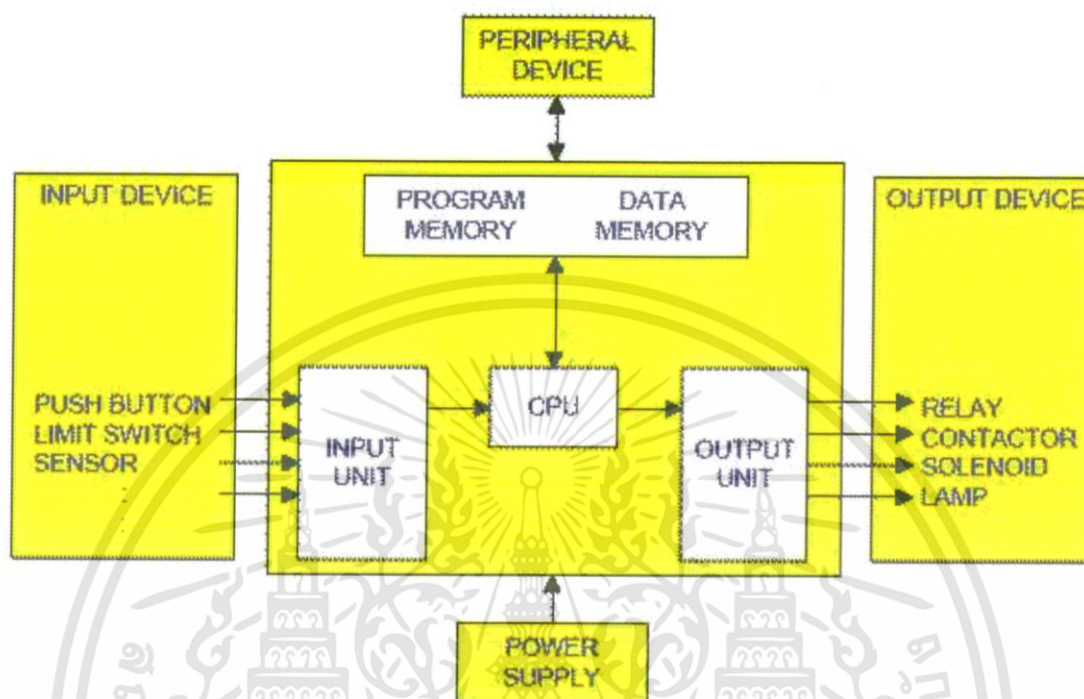 PERIPHERAL
DEVICE
INPUT DEVICE
PROGRAM
MEMORY
DATA
MEMORY
OUTPUT DEVICE
PUSH BUTTON
LIMIT SWITCH
SENSOR
INPUT
UNIT
CPU
OUTPUT
UNIT
RELAY
CONTACTOR
SOLENOID
LAMP
POWER
SUPPLY